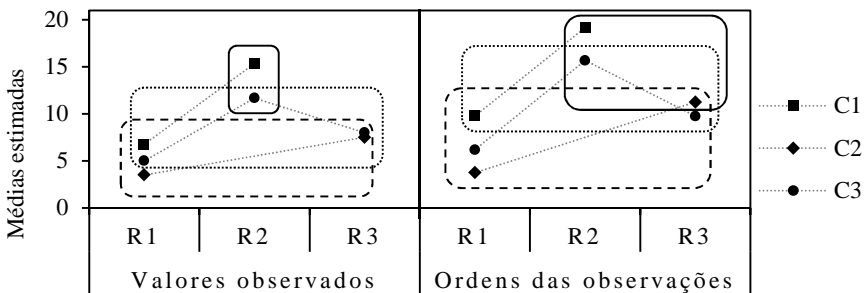 Médias estimadas
20
15
10
5
0
R1 R2 R3 R1 R2 R3
Valores observados Ordens das observações
C1
C2
C3